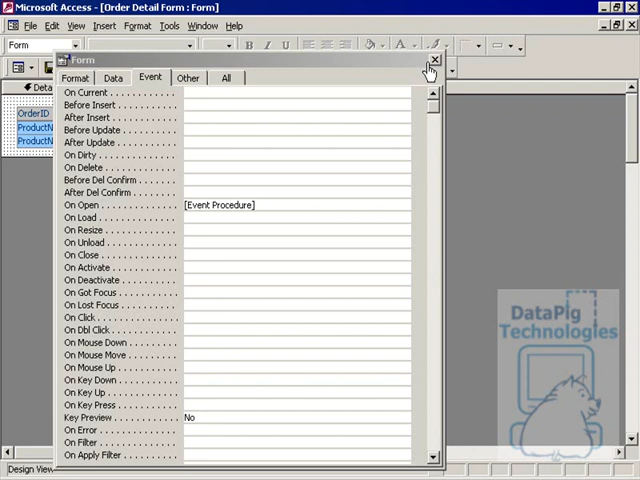 Microsoft Access - [Order Detail Form : Form]
File Edit View Insert Format Tools Window Help
Form
B I U
Form
Format Data Event Other All
Detai
OrderID
ProductN
ProductN
On Current
Before Insert
After Insert
Before Update
After Update
On Dirty
On Delete
Before Del Confirm
After Del Confirm
On Open [Event Procedure]
On Load
On Resize
On Unload
On Close
On Activate
On Deactivate
On Got Focus
On Lost Focus
On Click
On Dbl Click
On Mouse Down
On Mouse Move
On Mouse Up
On Key Down
On Key Up
On Key Press
Key Preview No
On Error
On Filter
On Apply Filter
DataPig
Technologies
Design View